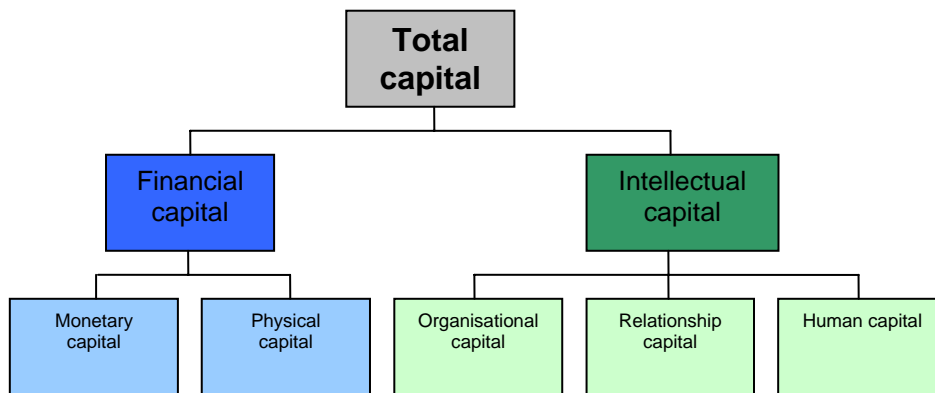 Total
capital
Financial
capital
Intellectual
capital
Monetary
capital
Physical
capital
Organisational
capital
Relationship
capital
Human capital